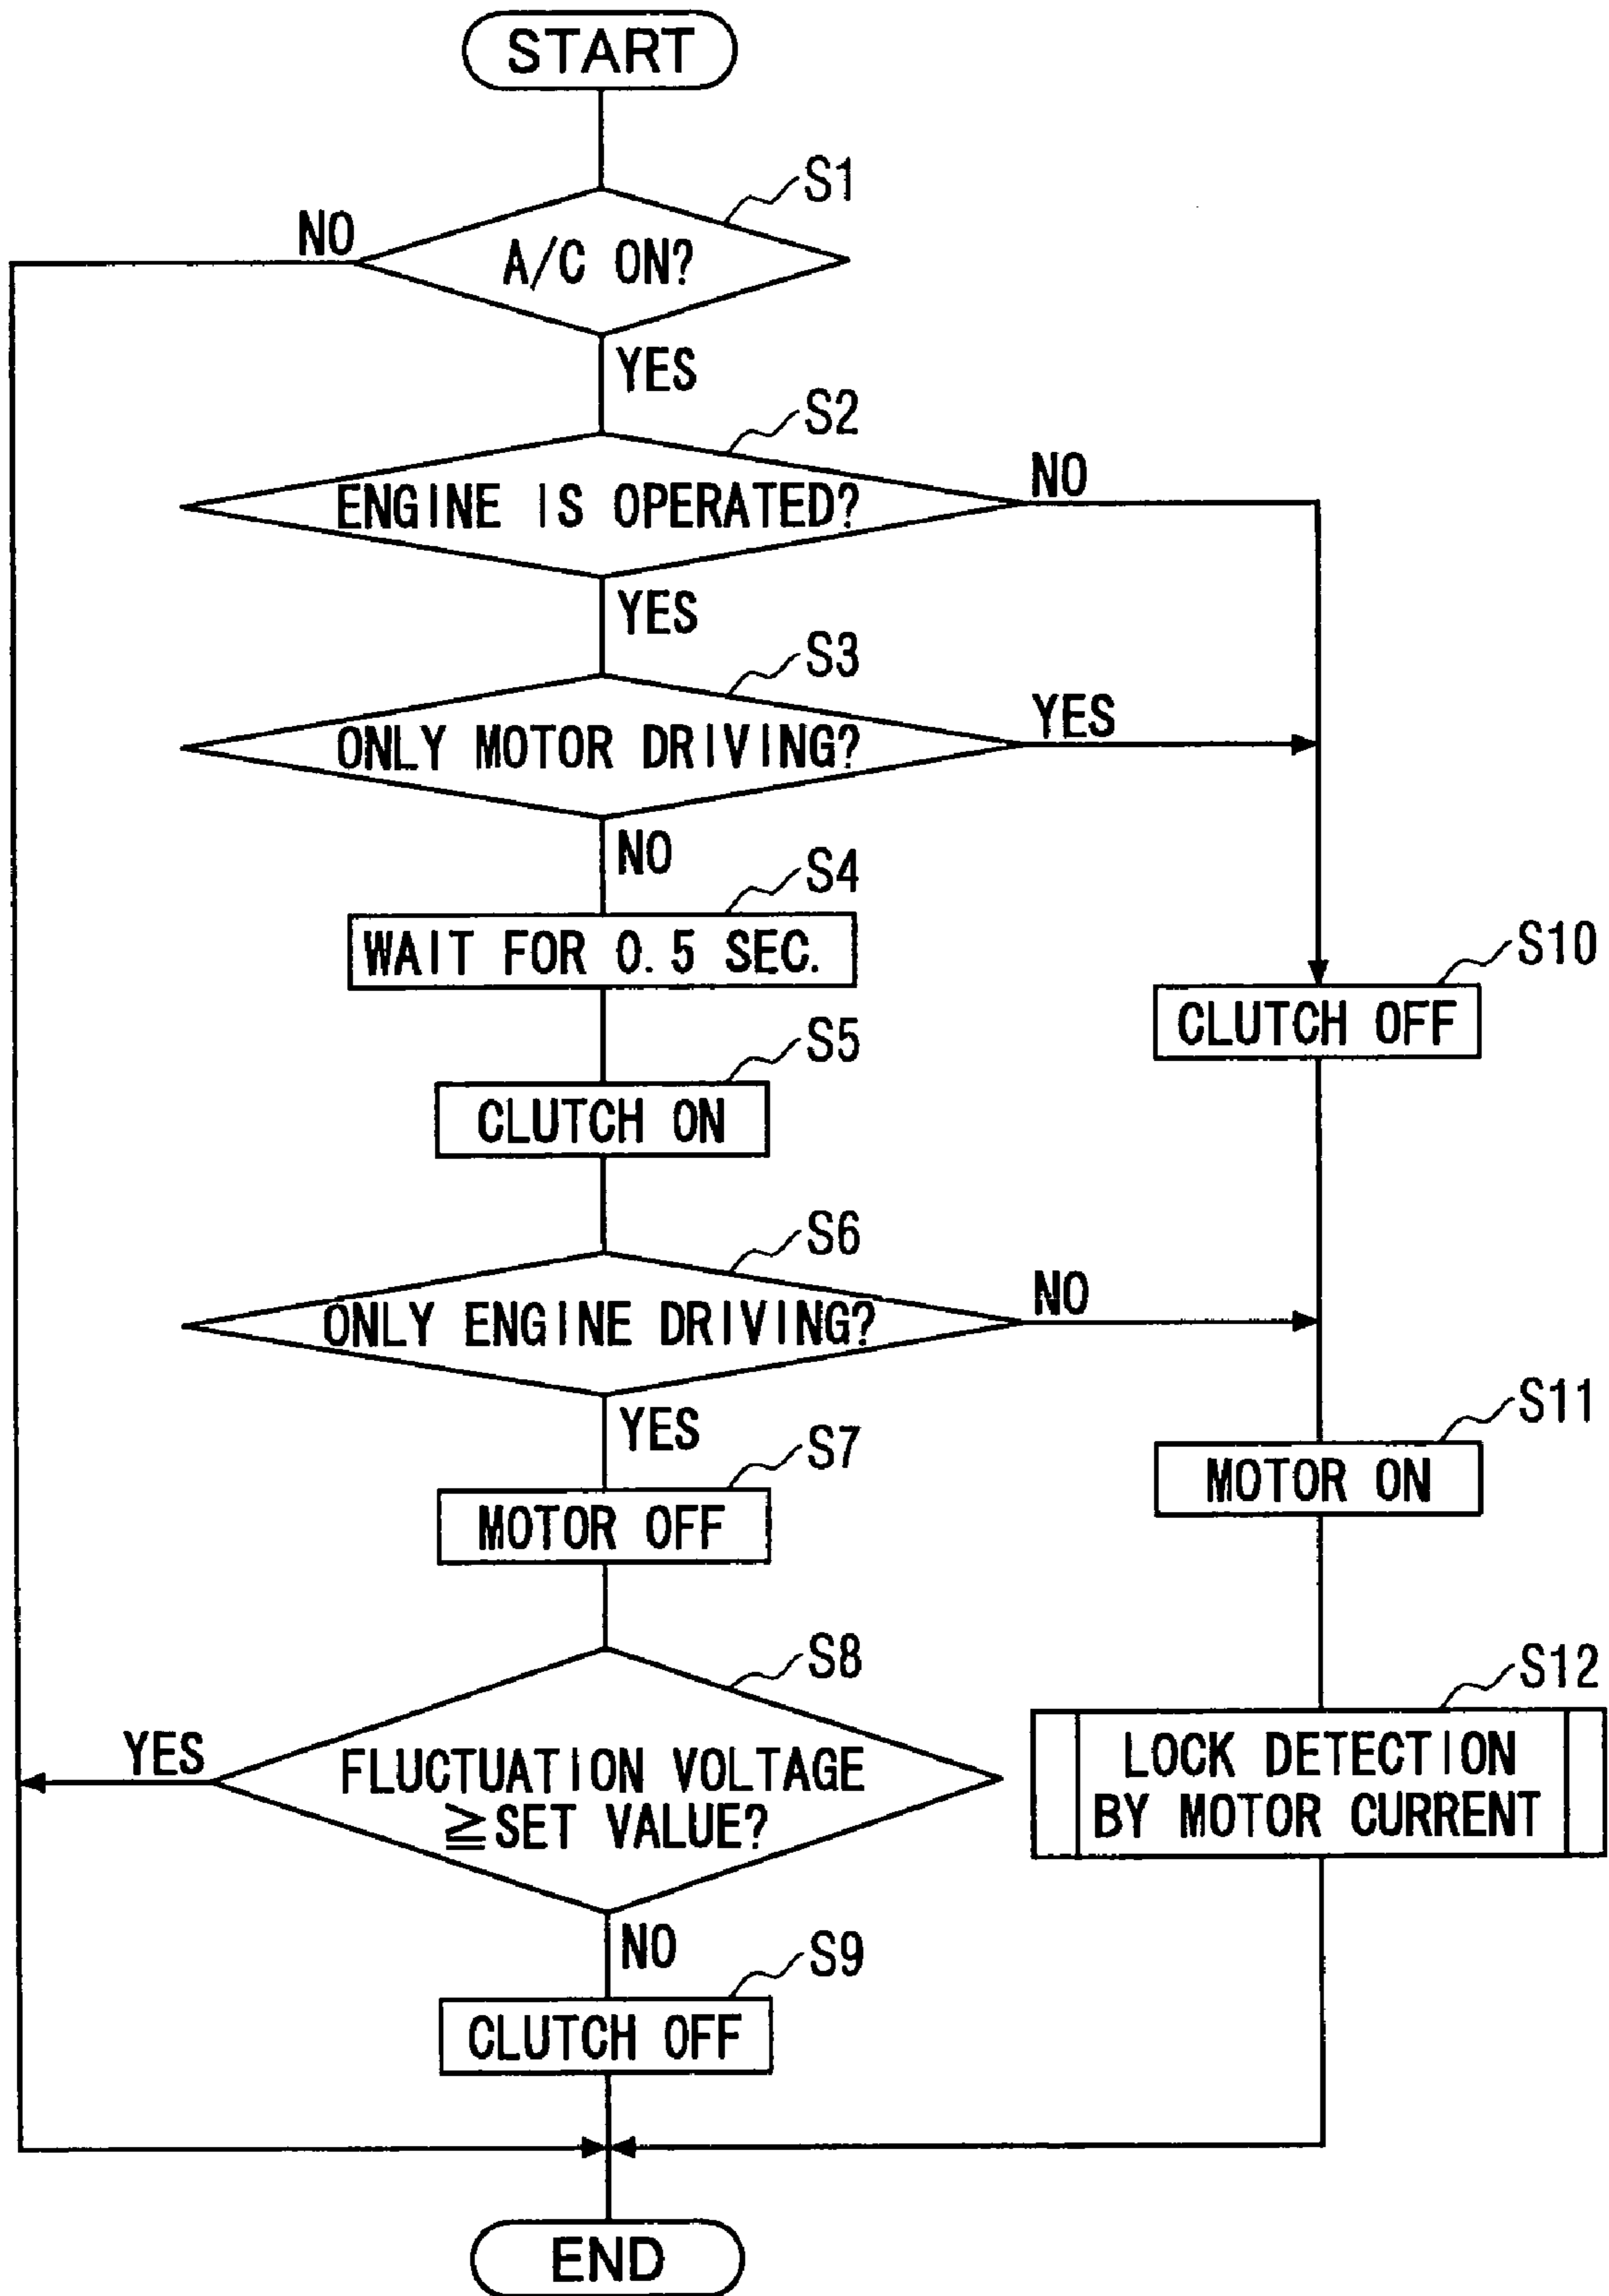 START
S1
NO
A/C ON?
YES
S2
ENGINE IS OPERATED?
NO
YES
S3
ONLY MOTOR DRIVING?
YES
NO
S4
WAIT FOR 0.5 SEC.
S10
CLUTCH OFF
S5
CLUTCH ON
S6
ONLY ENGINE DRIVING?
NO
YES
S11
MOTOR ON
S7
MOTOR OFF
S8
YES
FLUCTUATION VOLTAGE
≧SET VALUE?
S12
LOCK DETECTION
BY MOTOR CURRENT
NO
S9
CLUTCH OFF
END